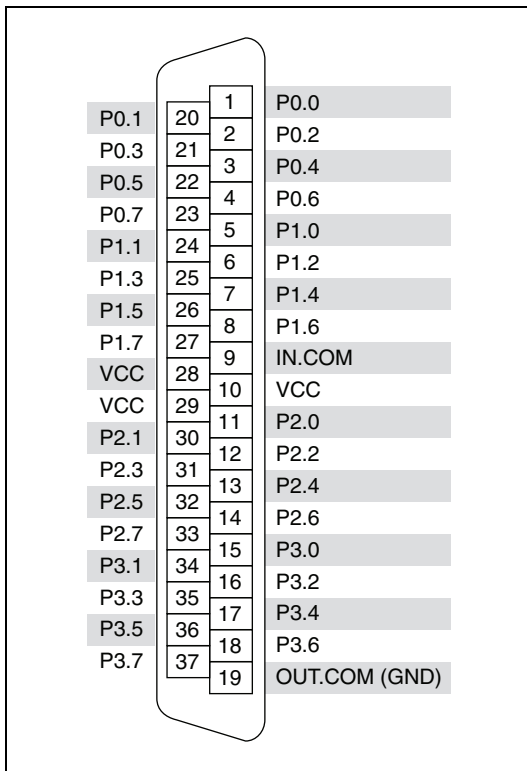 1 P0.0
P0.1 20
2 P0.2
P0.3 21
3 P0.4
P0.5 22
4 P0.6
P0.7 23
5 P1.0
P1.1 24
6 P1.2
P1.3 25
7 P1.4
P1.5 26
8 P1.6
P1.7 27
9 IN.COM
VCC 28
10 VCC
VCC 29
11 P2.0
P2.1 30
12 P2.2
P2.3 31
13 P2.4
P2.5 32
14 P2.6
P2.7 33
15 P3.0
P3.1 34
16 P3.2
P3.3 35
17 P3.4
P3.5 36
18 P3.6
P3.7 37
19 OUT.COM (GND)